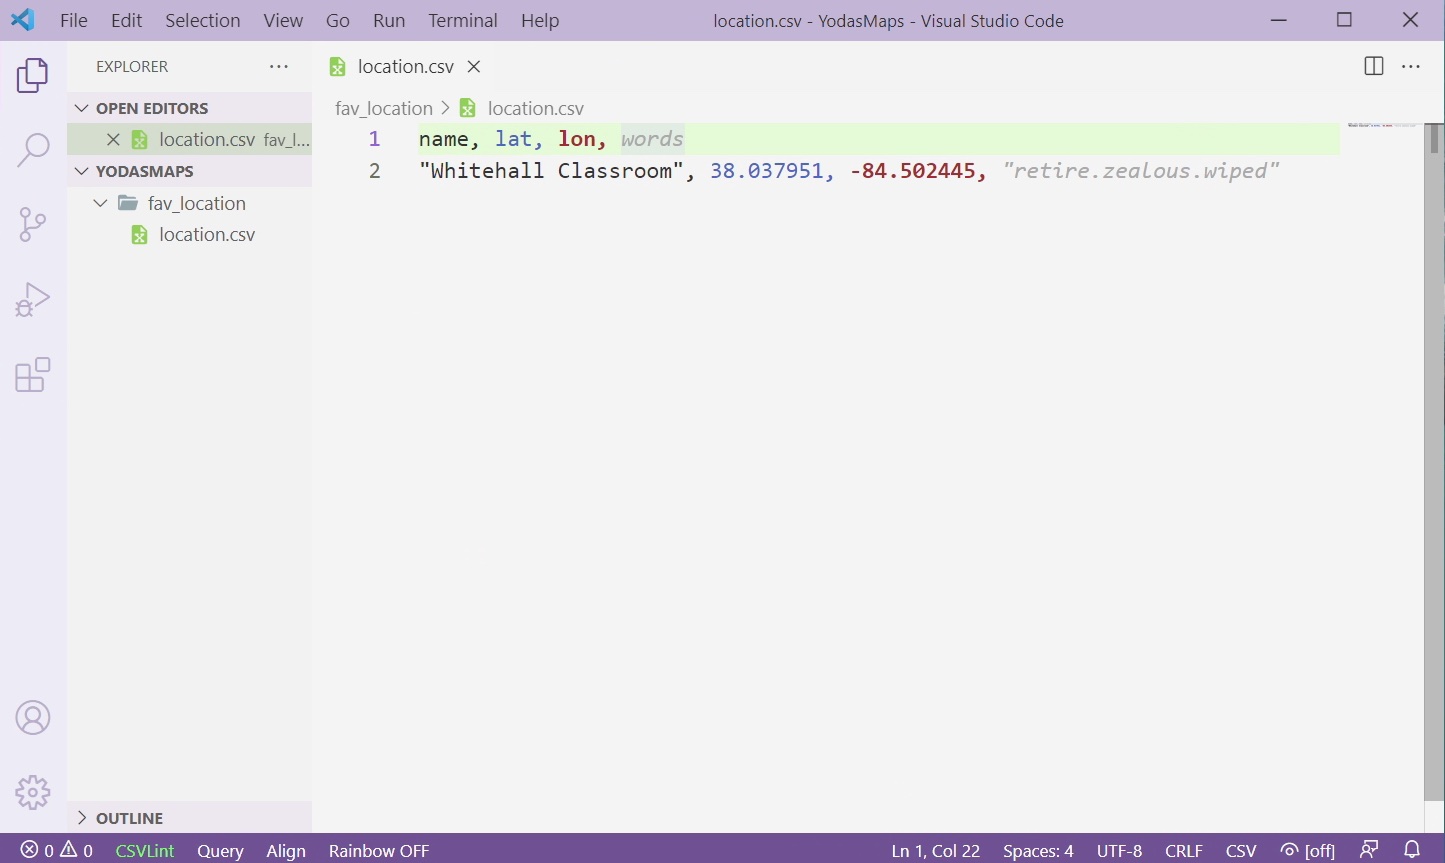 File Edit Selection View Go Run Terminal Help location.csv - YodasMaps - Visual Studio Code
EXPLORER
OPEN EDITORS
location.csv fav_l...
YODASMAPS
fav_location
location.csv
OUTLINE
location.csv
fav_location > location.csv
1 name, lat, lon, words
2 "Whitehall Classroom", 38.037951, -84.502445, "retire.zealous.wiped"
0 0 CSVLint Query Align Rainbow OFF Ln 1, Col 22 Spaces: 4 UTF-8 CRLF CSV [off]